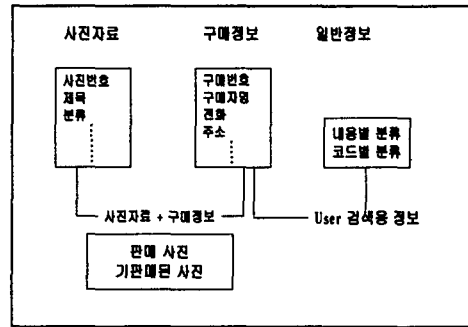 사진자료 구매정보 일반정보
사진번호
제목
분류
구매번호
구매자명
전화
주소
내용별 분류
코드별 분류
사진자료 + 구매정보
User 검색용 정보
판매 사진
기판매된 사진